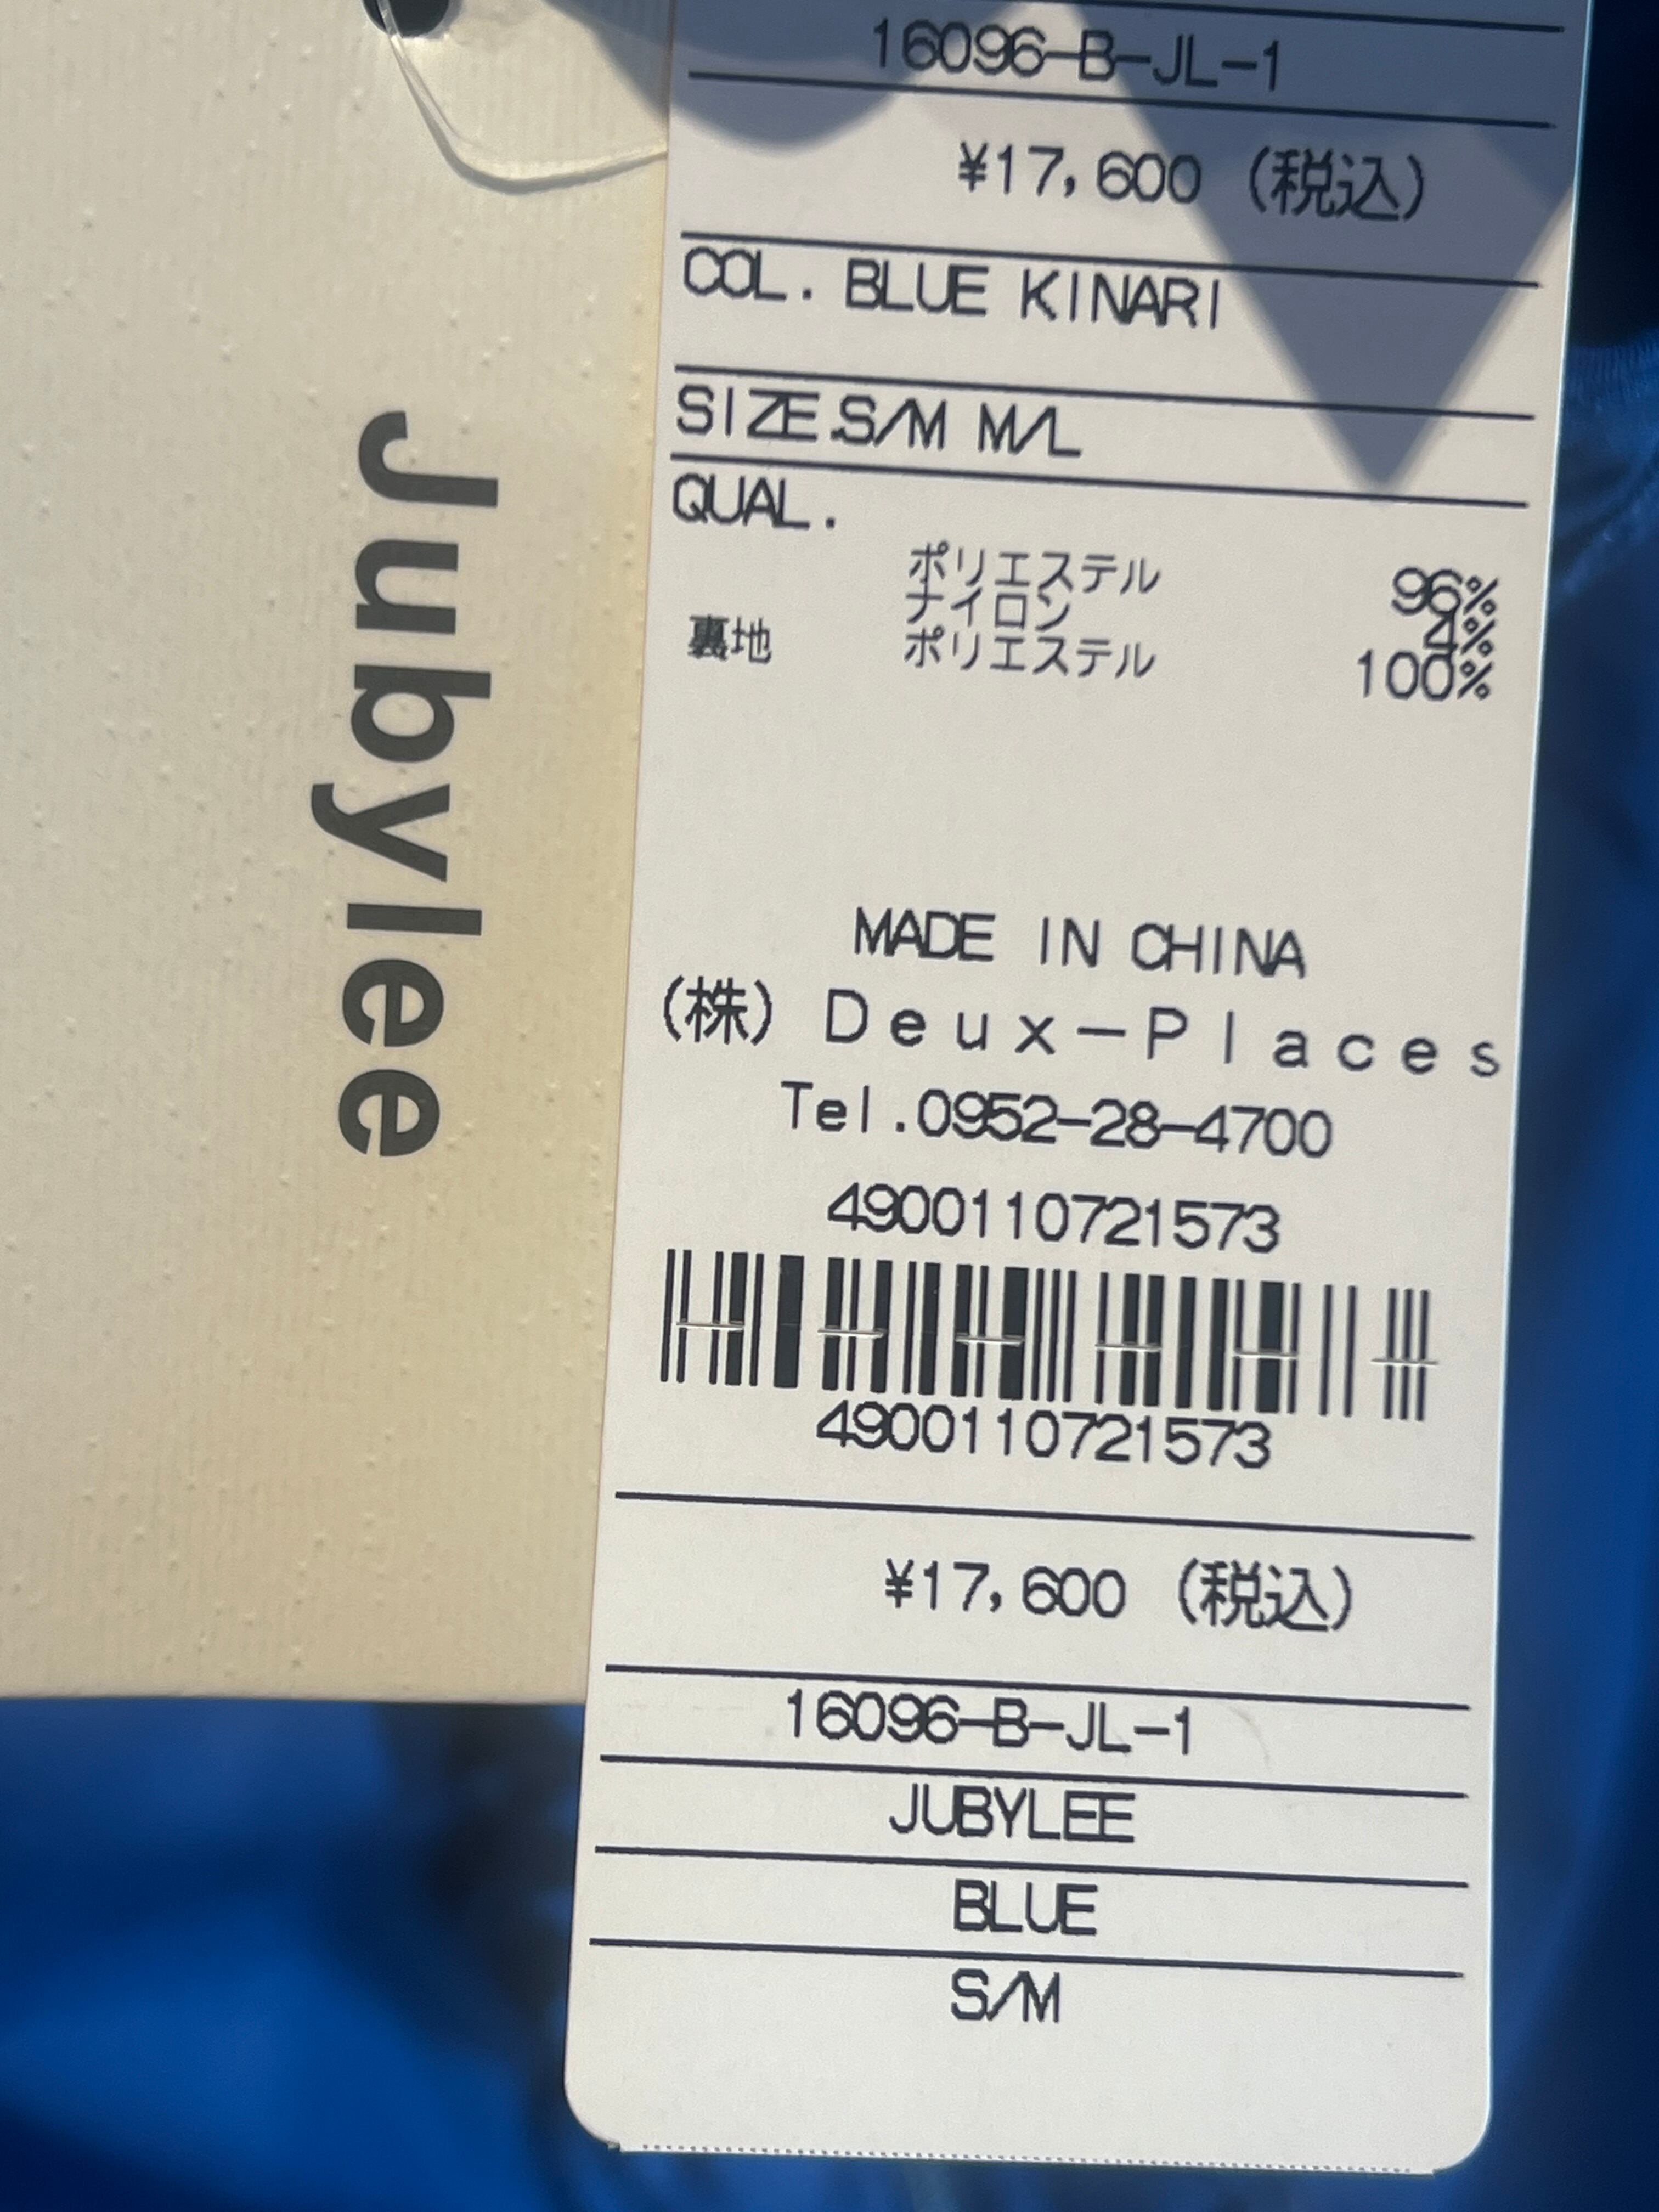 Jubylee
16096-B-JL-1
¥17,600 (税込)
COL. BLUE KINARI
SIZE.S/M M/L
QUAL.
ポリエステル 96%
ナイロン 4%
裏地 ポリエステル 100%
MADE IN CHINA
(株) Deux-Places
Tel.0952-28-4700
4900110721573
4900110721573
¥17,600 (税込)
16096-B-JL-1
JUBYLEE
BLUE
S/M